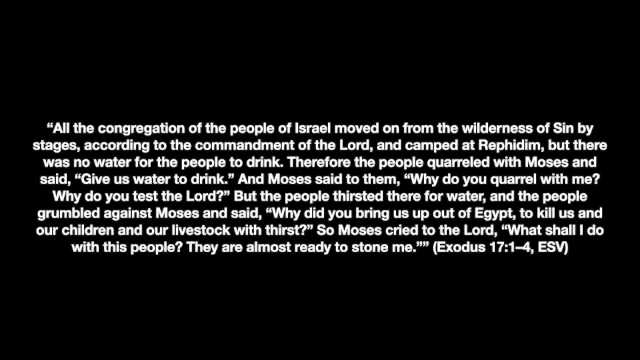 “All the congregation of the people of Israel moved on from the wilderness of Sin by
stages, according to the commandment of the Lord, and camped at Rephidim, but there
was no water for the people to drink. Therefore the people quarreled with Moses and
said, “Give us water to drink.” And Moses said to them, “Why do you quarrel with me?
Why do you test the Lord?” But the people thirsted there for water, and the people
grumbled against Moses and said, “Why did you bring us up out of Egypt, to kill us and
our children and our livestock with thirst?” So Moses cried to the Lord, “What shall I do
with this people? They are almost ready to stone me.”” (Exodus 17:1–4, ESV)